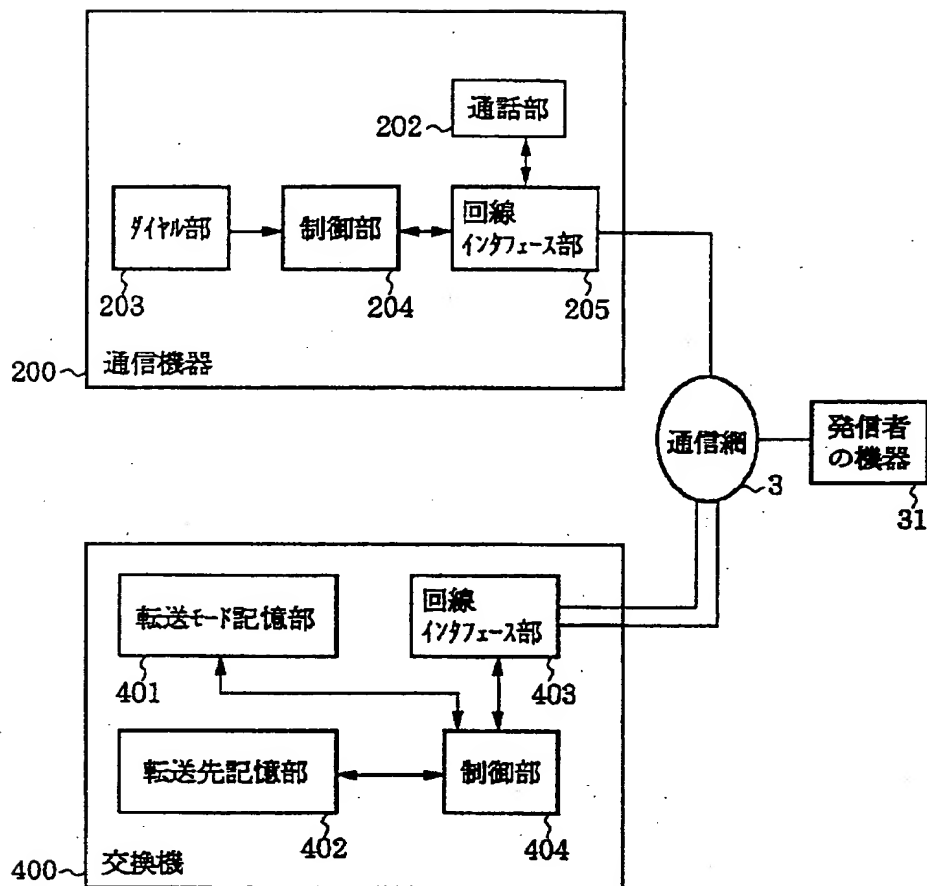 通話部
202
ダイヤル部
203
制御部
204
回線
インタフェース部
205
通信機器
200
通信網
3
発信者
の機器
31
転送モード記憶部
401
回線
インタフェース部
403
転送先記憶部
402
制御部
404
交換機
400